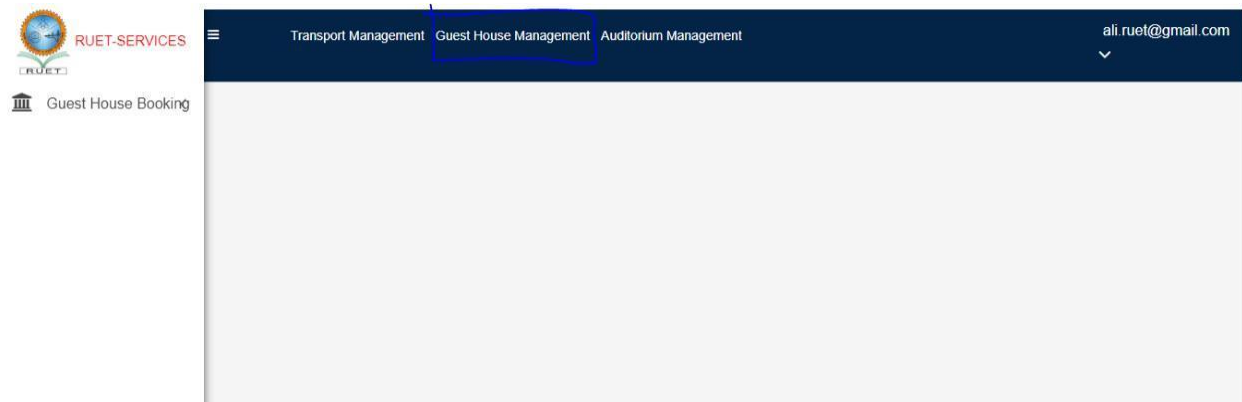 RUET
RUET-SERVICES
Transport Management Guest House Management Auditorium Management
ali.ruet@gmail.com
Guest House Booking